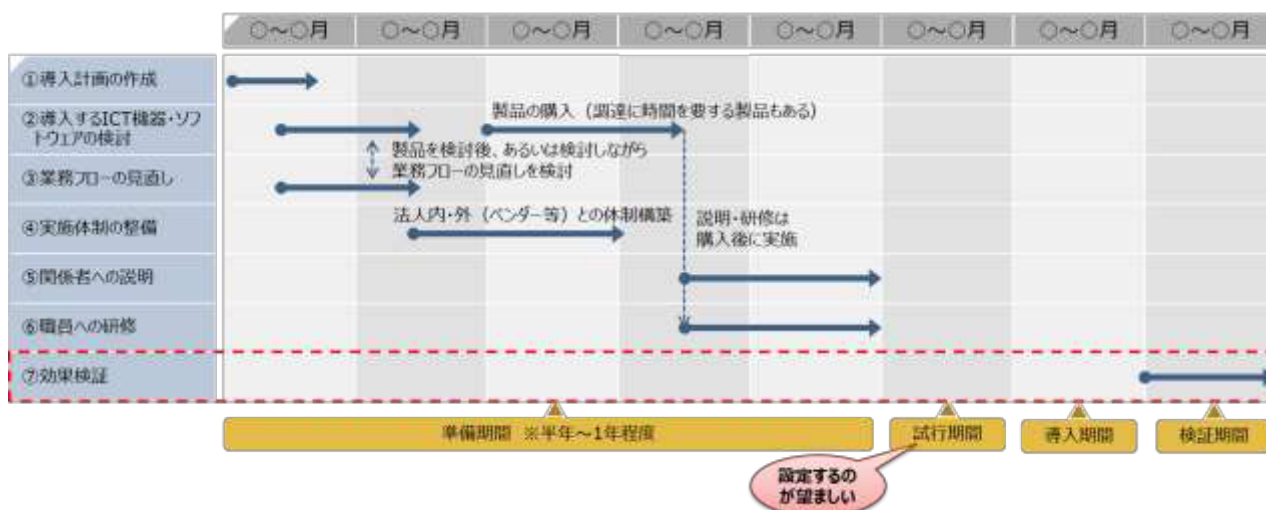 ○～○月 ○～○月 ○～○月 ○～○月 ○～○月 ○～○月 ○～○月 ○～○月
①導入計画の作成
②導入するICT機器・ソフ
トウェアの検討
製品の購入（調達に時間を要する製品もある）
製品を検討後、あるいは検討しながら
業務フローの見直しを検討
③業務フローの見直し
④実施体制の整備
法人内・外（ベンダー等）との体制構築
説明・研修は
購入後に実施
⑤関係者への説明
⑥職員への研修
⑦効果検証
準備期間 ※半年～1年程度
試行期間
導入期間
検証期間
設定するの
が望ましい